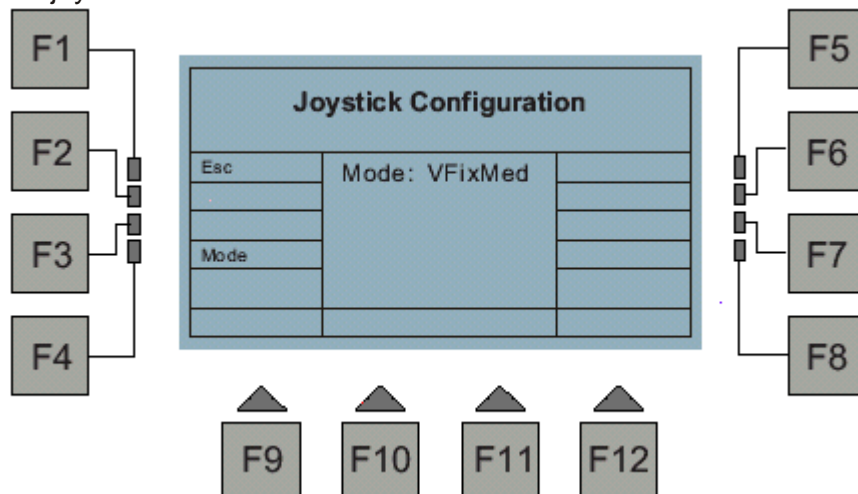 F1
F5
Joystick Configuration
F2
F6
Esc
Mode: VFixMed
F3
F7
Mode
F4
F8
F9
F10
F11
F12